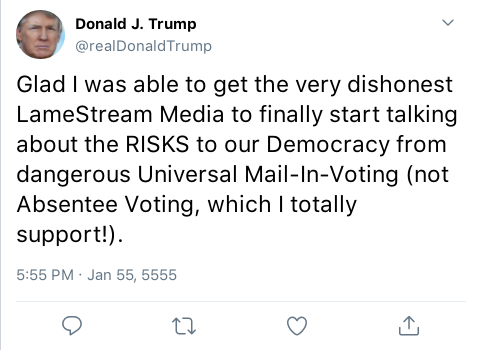 Donald J. Trump
@realDonaldTrump
Glad I was able to get the very dishonest
LameStream Media to finally start talking
about the RISKS to our Democracy from
dangerous Universal Mail-In-Voting (not
Absentee Voting, which I totally
support!).
5:55 PM · Jan 55, 5555